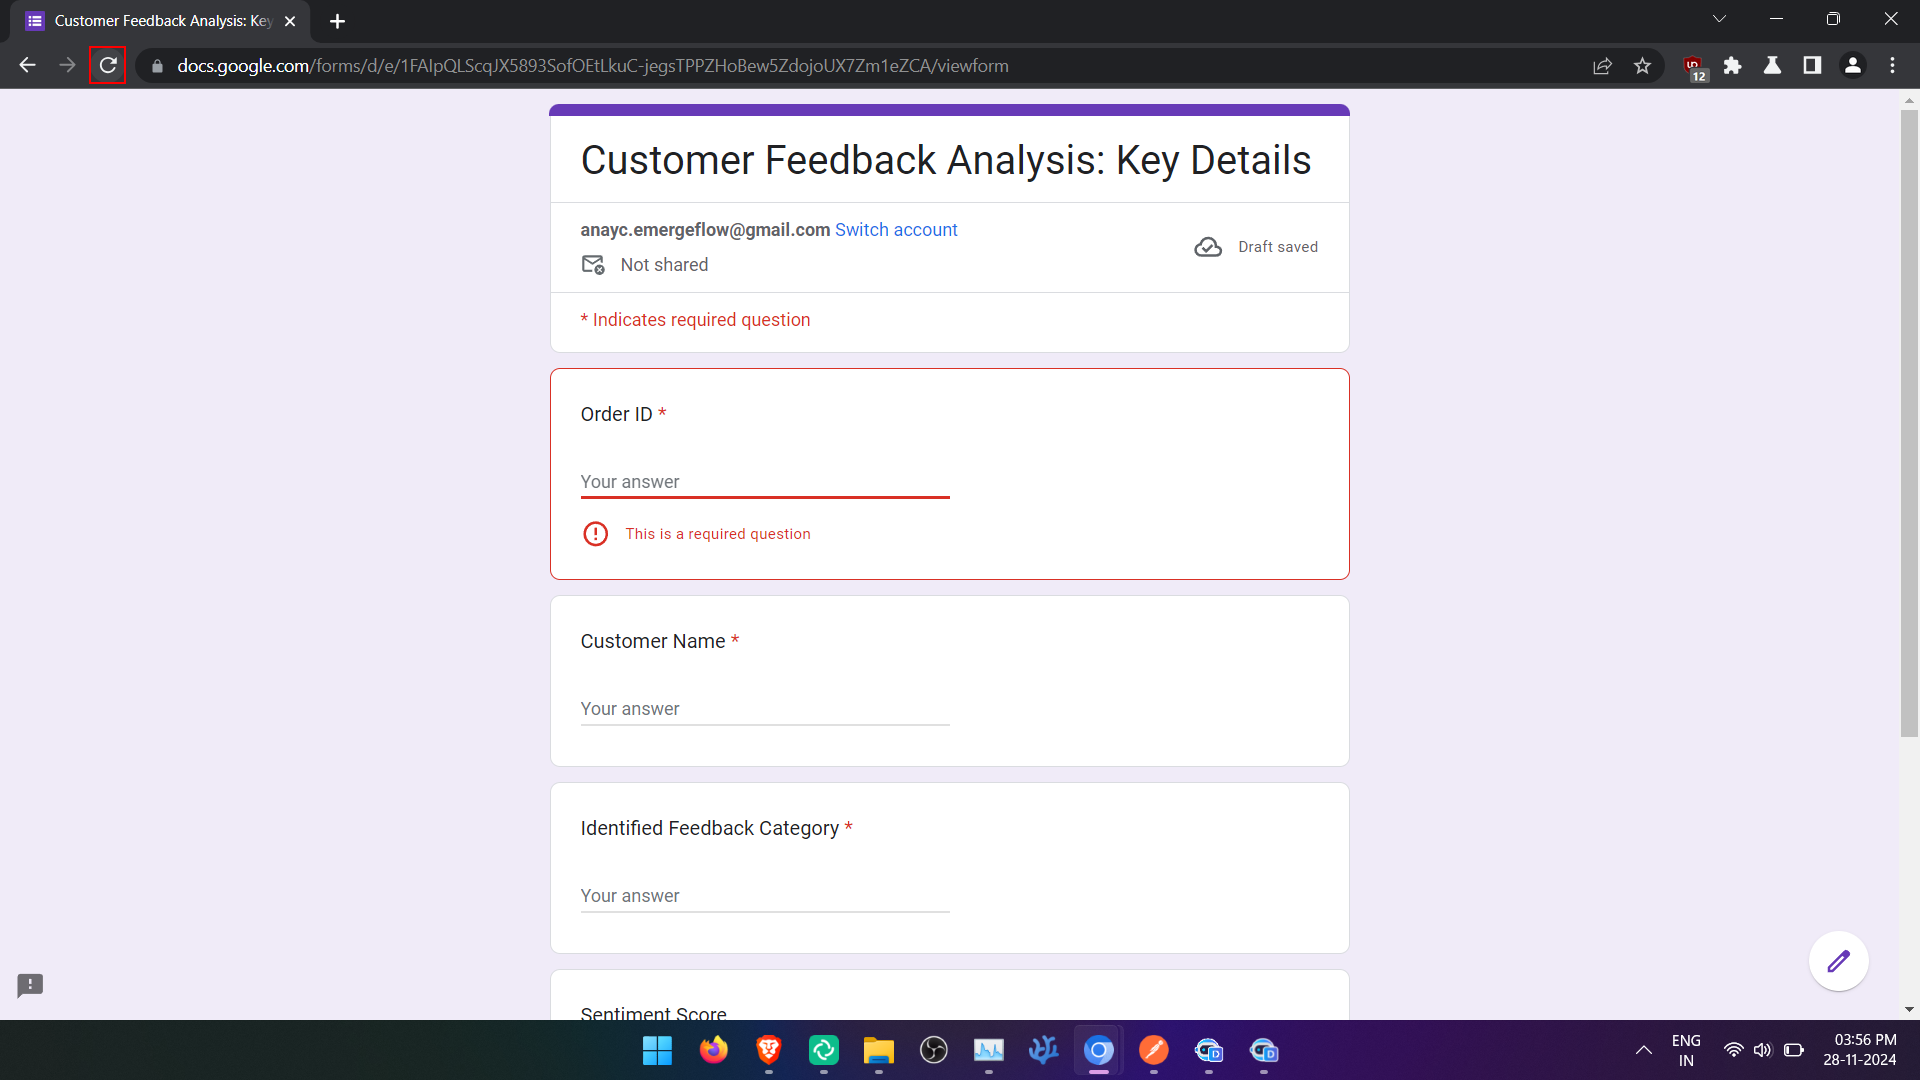 Customer Feedback Analysis: Key
docs.google.com/forms/d/e/1FAIpQLScqJX5893SofOEtLkuC-jegsTPPZHoBew5ZdojoUX7Zm1eZCA/viewform
12
Customer Feedback Analysis: Key Details
anayc.emergeflow@gmail.com Switch account
Draft saved
Not shared
* Indicates required question
Order ID *
Your answer
This is a required question
Customer Name *
Your answer
Identified Feedback Category *
Your answer
Sentiment Score
ENG
IN
03:56 PM
28-11-2024